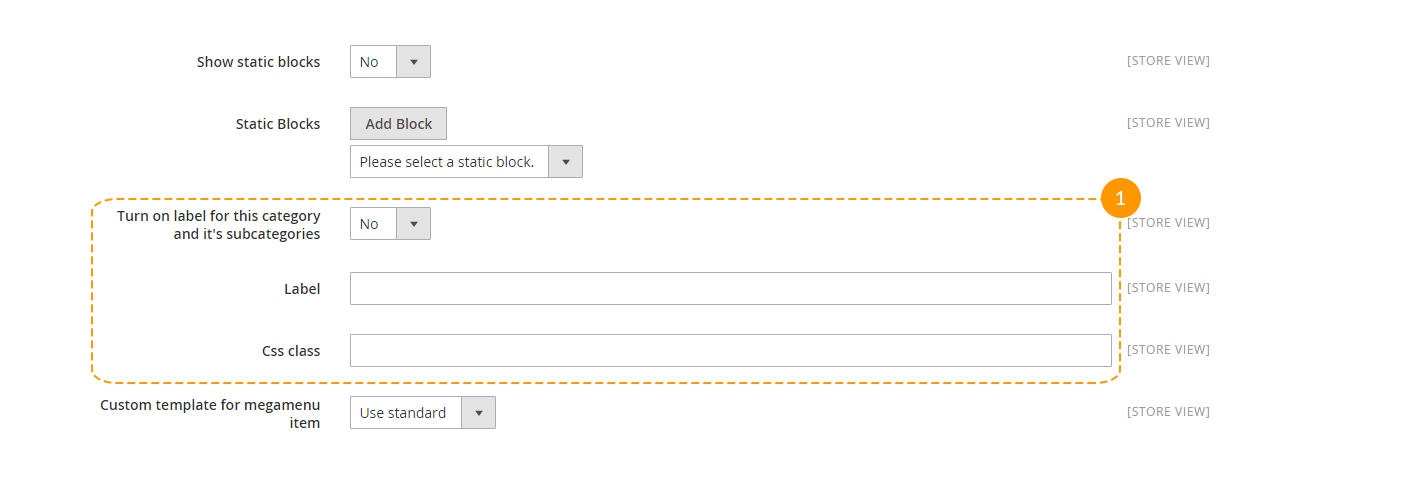 Show static blocks No [STORE VIEW]
Static Blocks Add Block [STORE VIEW]
Please select a static block.
1
Turn on label for this category
and it's subcategories No [STORE VIEW]
Label [STORE VIEW]
Css class [STORE VIEW]
Custom template for megamenu
item Use standard [STORE VIEW]